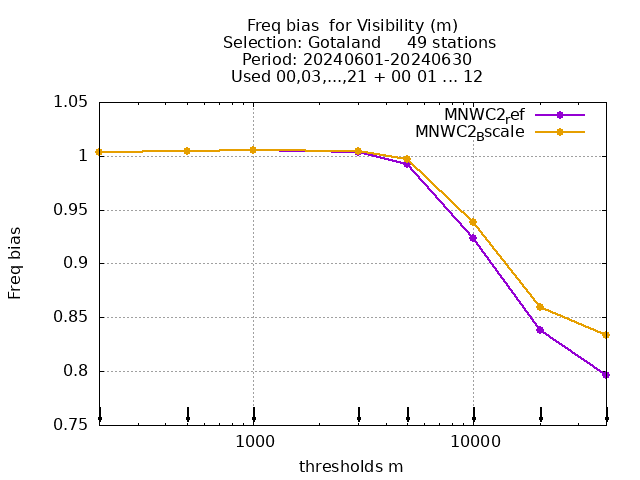 Freq bias  for Visibility (m)
Selection: Gotaland     49 stations
Period: 20240601-20240630
Used 00,03,...,21 + 00 01 ... 12
MNWC2_ref
MNWC2_Bscale
1.05
1
0.95
0.9
0.85
0.8
0.75
Freq bias
1000
10000
thresholds m